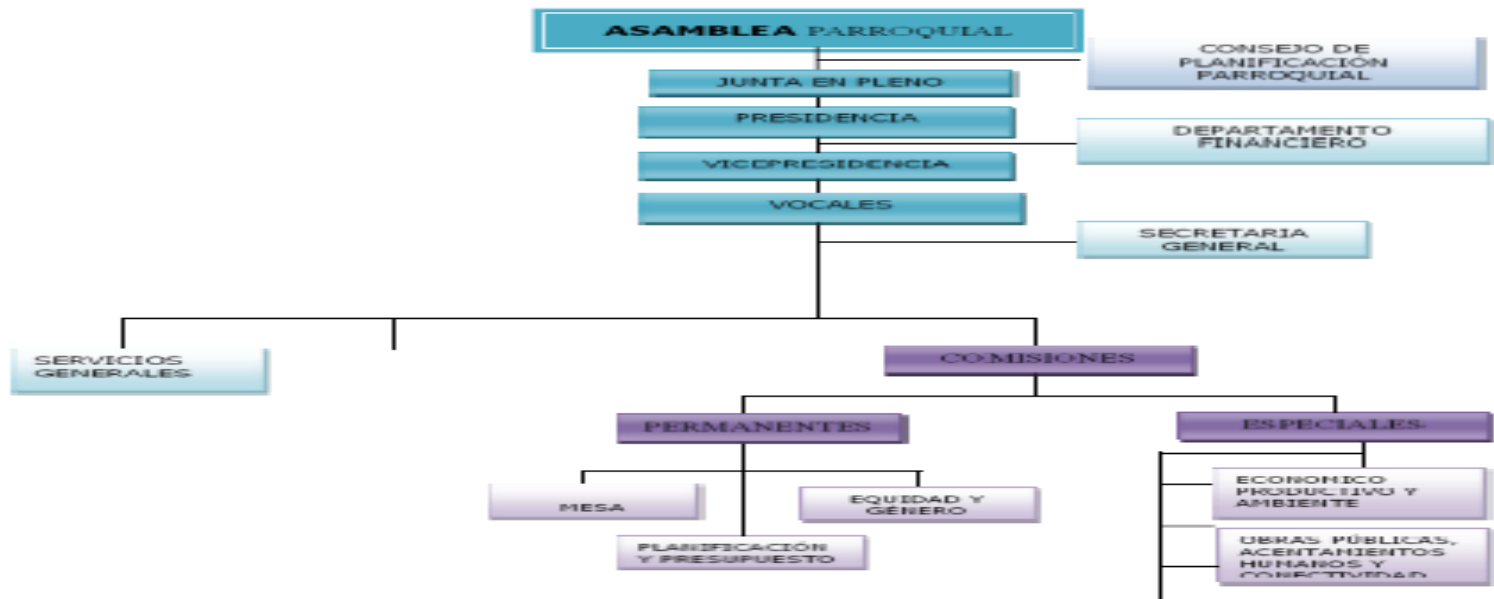 ASAMBLEA PARROQUIAL
CONSEJO DE
PLANIFICACIÓN
PARROQUIAL
JUNTA EN PLENO
PRESIDENCIA
DEPARTAMENTO
FINANCIERO
VICEPRESIDENCIA
VOCALES
SECRETARIA
GENERAL
SERVICIOS
GENERALES
COMISIONES
PERMANENTES
ESPECIALES
MESA
EQUIDAD Y
GÉNERO
PLANIFICACIÓN
Y PRESUPUESTO
ECONOMICO
PRODUCTIVO Y
AMBIENTE
OBRAS PÚBLICAS,
ACENTAMIENTOS
HUMANOS Y
CONECTIVIDAD